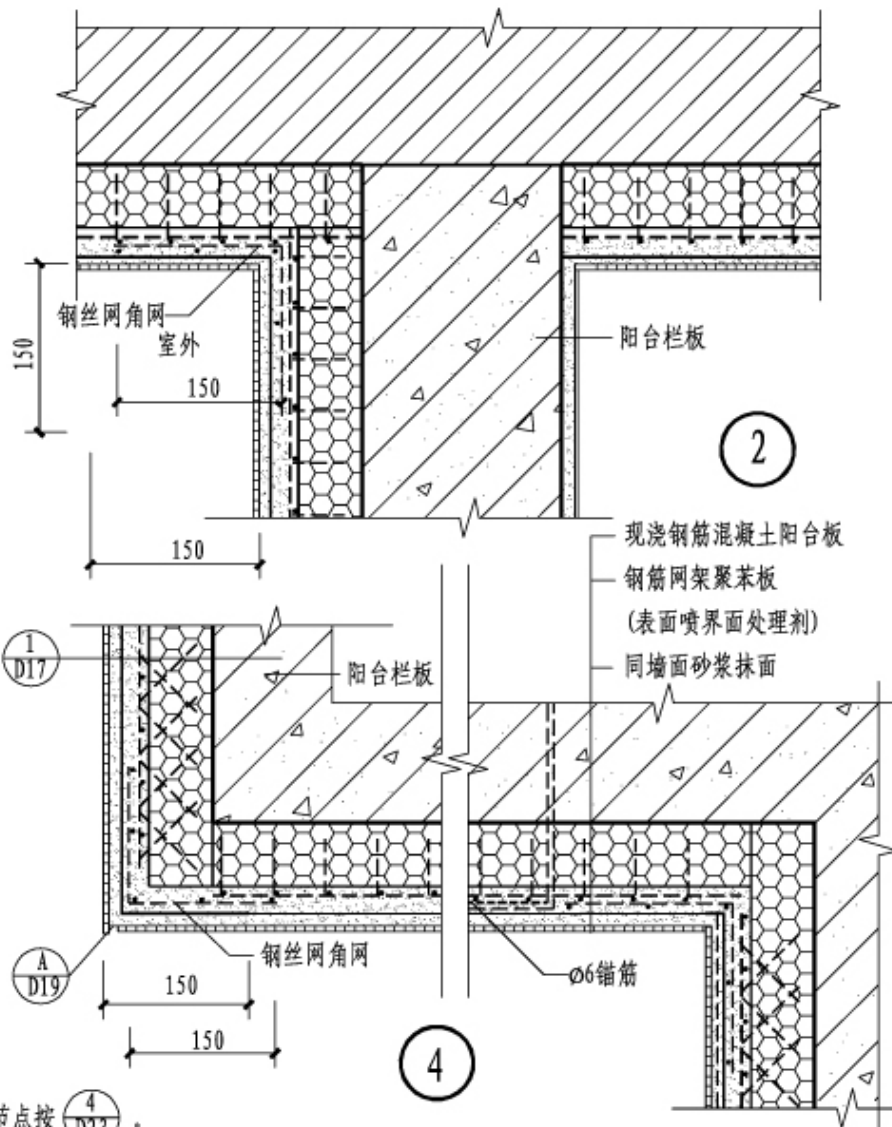 钢丝网角网
室外
150
150
150
阳台栏板
2
现浇钢筋混凝土阳台板
钢筋网架聚苯板
(表面喷界面处理剂)
同墙面砂浆抹面
1
D17
阳台栏板
钢丝网角网
Ø6锚筋
A
D19
150
150
4
点按
4